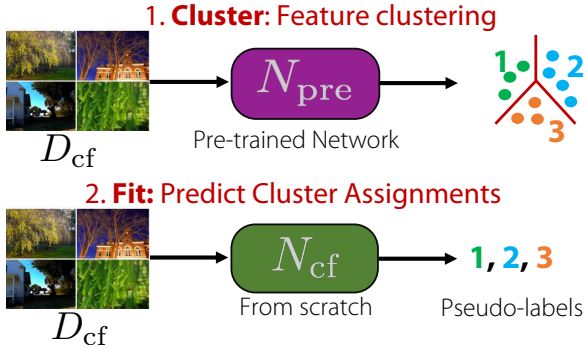 1. Cluster: Feature clustering
N_pre
1
2
3
D_cf
Pre-trained Network
2. Fit: Predict Cluster Assignments
N_cf
1, 2, 3
D_cf
From scratch
Pseudo-labels